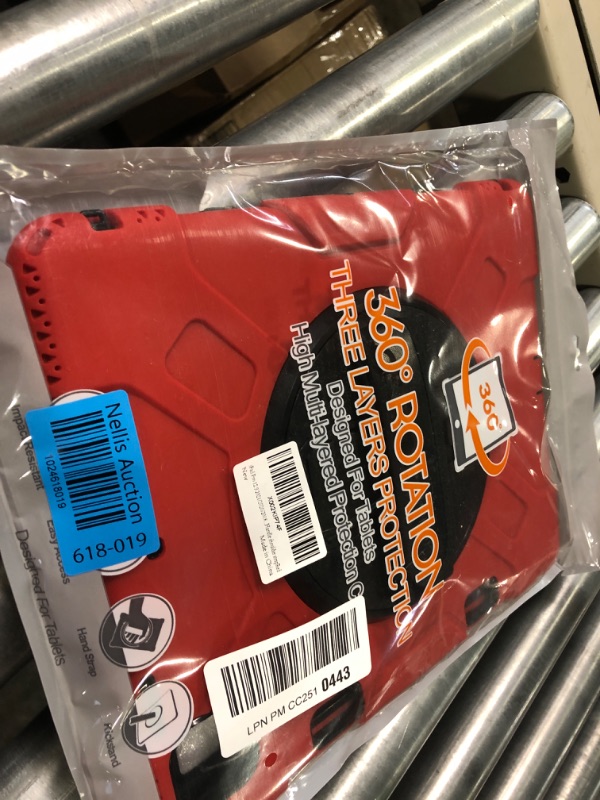 360° ROTATION
THREE LAYERS PROTECTION
Designed For Tablets
High Multi-layered Protection C
360°
Nellis Auction
1024618019
618-019
New
Made in China
LPN PM CC251 0443
Impact Resistant
Easy Access
Designed For Tablets
Hand Strap
Kickstand